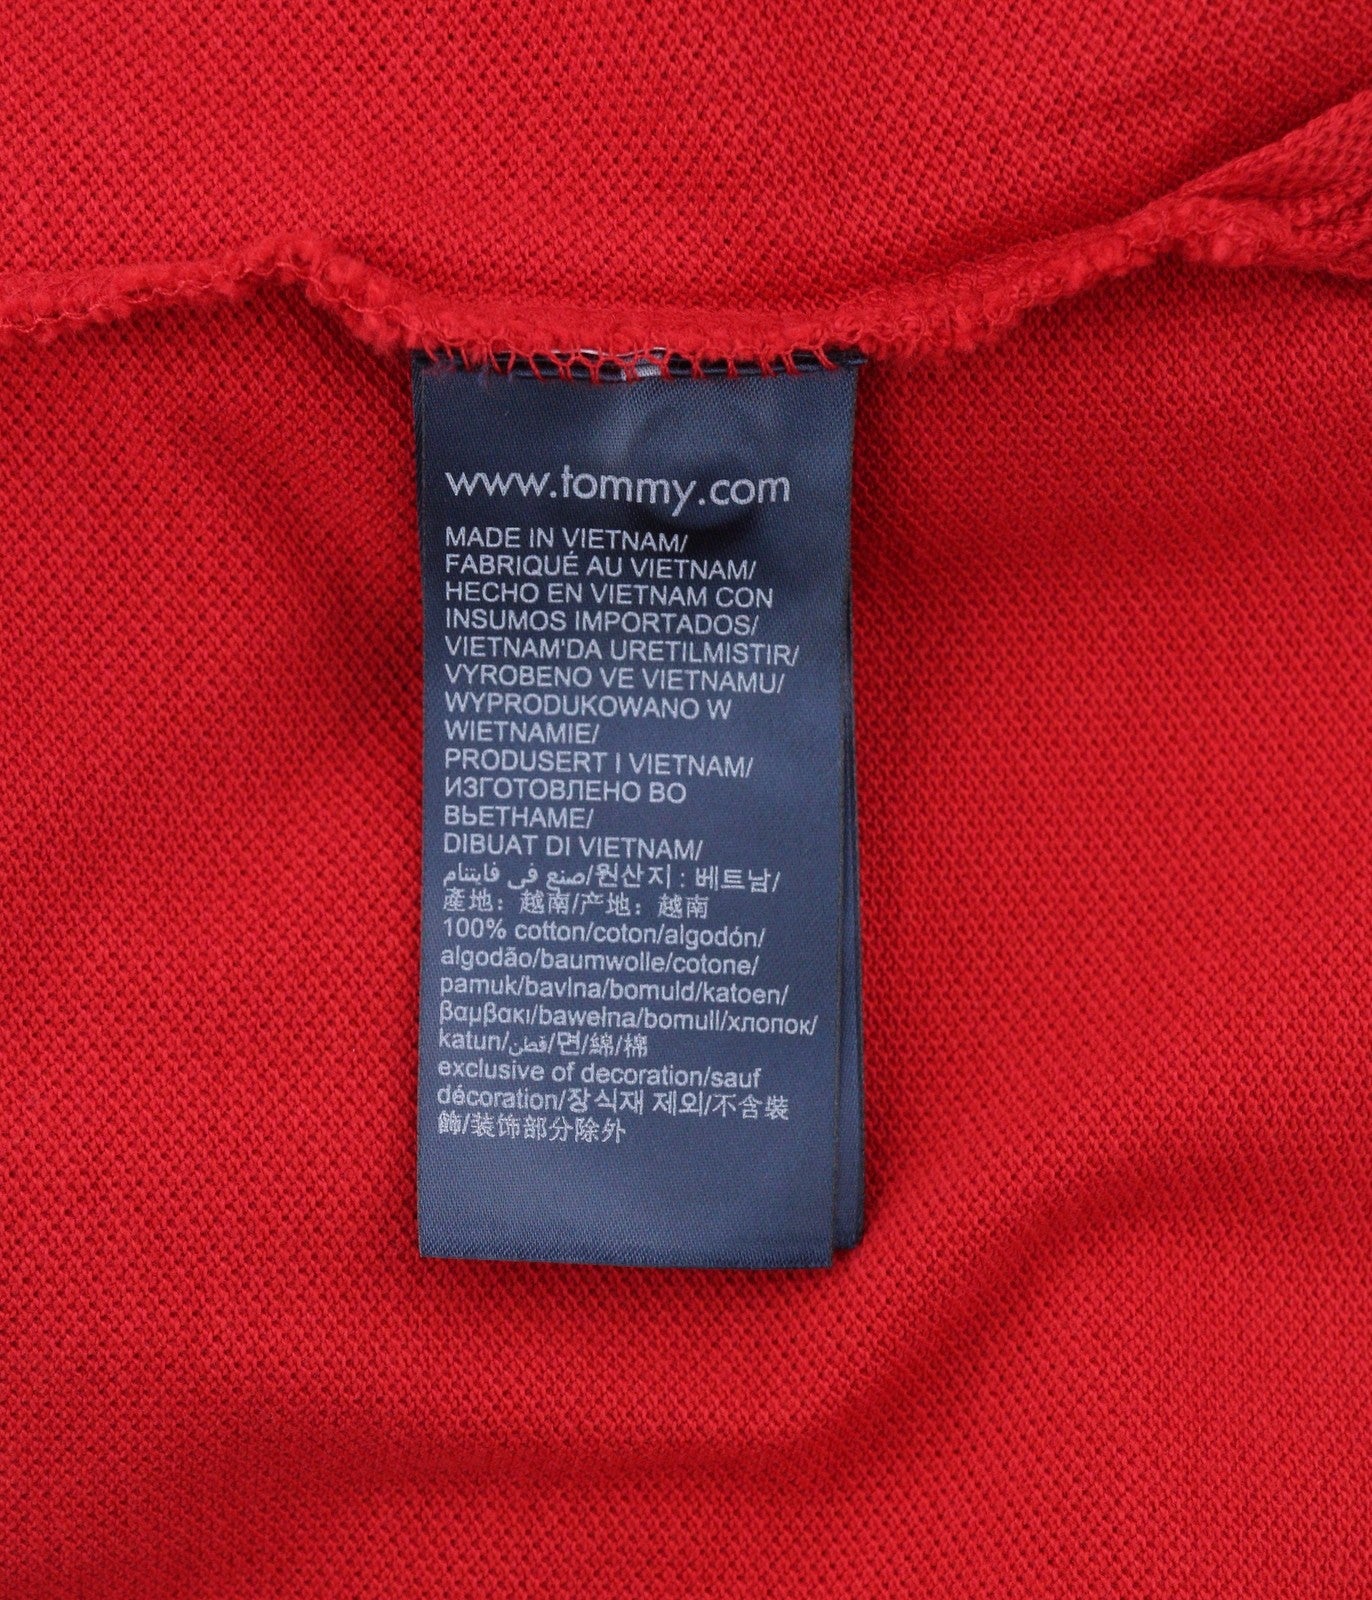 www.tommy.com
MADE IN VIETNAM/
FABRIQUÉ AU VIETNAM/
HECHO EN VIETNAM CON
INSUMOS IMPORTADOS/
VIETNAM'DA URETILMISTIR/
VYROBENO VE VIETNAMU/
WYPRODUKOWANO W
WIETNAMIE/
PRODUSERT I VIETNAM/
ИЗГОТОВЛЕНО ВО
ВЬЕТНАМЕ/
DIBUAT DI VIETNAM/
صنع في فايتنام/원산지 : 베트남/
產地：越南/产地：越南
100% cotton/coton/algodón/
algodão/baumwolle/cotone/
pamuk/bavlna/bomuld/katoen/
βαμβακι/bawełna/bomull/хлопок/
katun/قطن/면/綿/棉
exclusive of decoration/sauf
décoration/장식재 제외/不含裝
飾/装饰部分除外